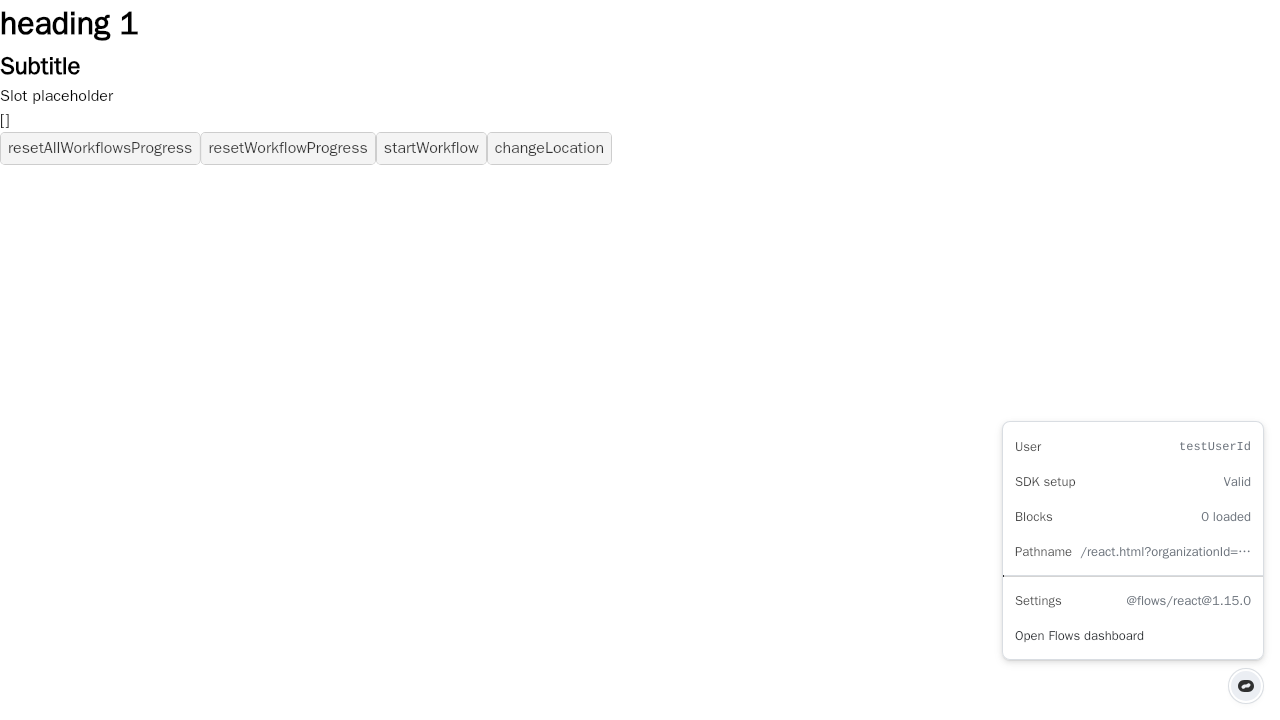 heading 1
Subtitle
Slot placeholder
[]
resetAllWorkflowsProgress resetWorkflowProgress startWorkflow changeLocation
User testUserId
SDK setup Valid
Blocks 0 loaded
Pathname /react.html?organizationId=…
Settings @flows/react@1.15.0
Open Flows dashboard